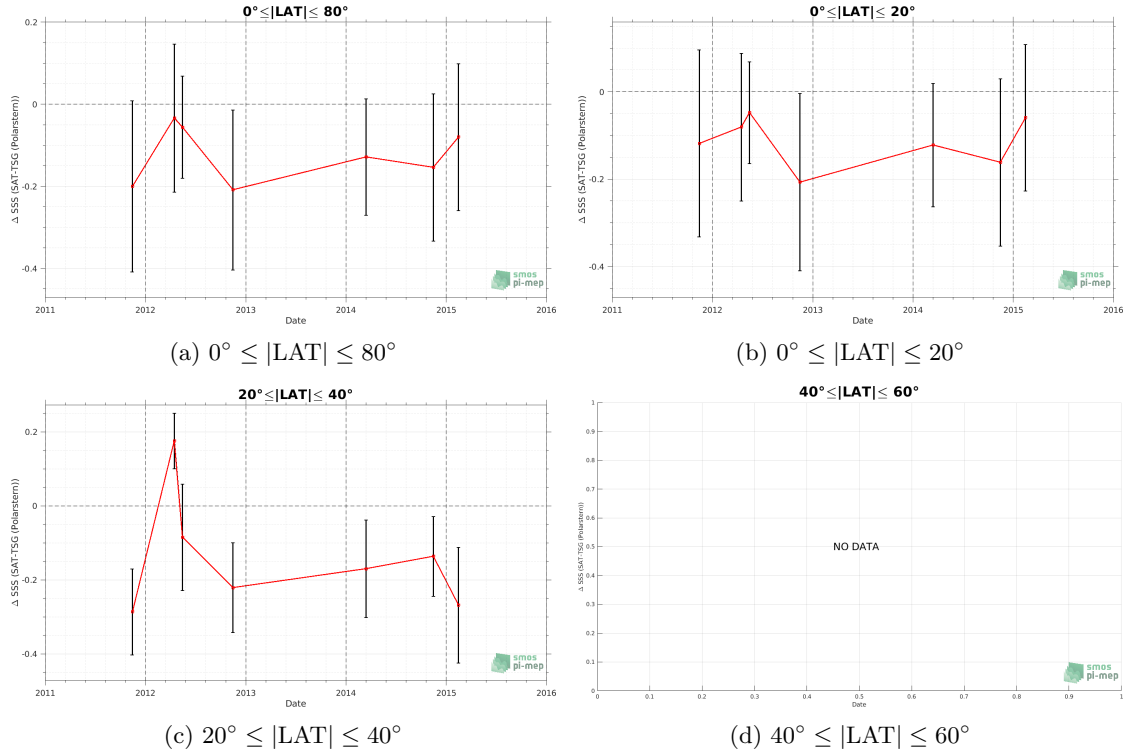 0°≤|LAT|≤ 80°
Δ SSS (SAT-TSG (Polarstern))
0.2
0
-0.2
-0.4
2011 2012 2013 2014 2015 2016
Date
smos
pi-mep
(a) 0° ≤ |LAT| ≤ 80°
0°≤|LAT|≤ 20°
Δ SSS (SAT-TSG (Polarstern))
0
-0.2
-0.4
2011 2012 2013 2014 2015 2016
Date
smos
pi-mep
(b) 0° ≤ |LAT| ≤ 20°
20°≤|LAT|≤ 40°
Δ SSS (SAT-TSG (Polarstern))
0.2
0
-0.2
-0.4
2011 2012 2013 2014 2015 2016
Date
smos
pi-mep
(c) 20° ≤ |LAT| ≤ 40°
40°≤|LAT|≤ 60°
Δ SSS (SAT-TSG (Polarstern))
1
0.9
0.8
0.7
0.6
0.5
0.4
0.3
0.2
0.1
0
NO DATA
0 0.1 0.2 0.3 0.4 0.5 0.6 0.7 0.8 0.9 1
Date
smos
pi-mep
(d) 40° ≤ |LAT| ≤ 60°